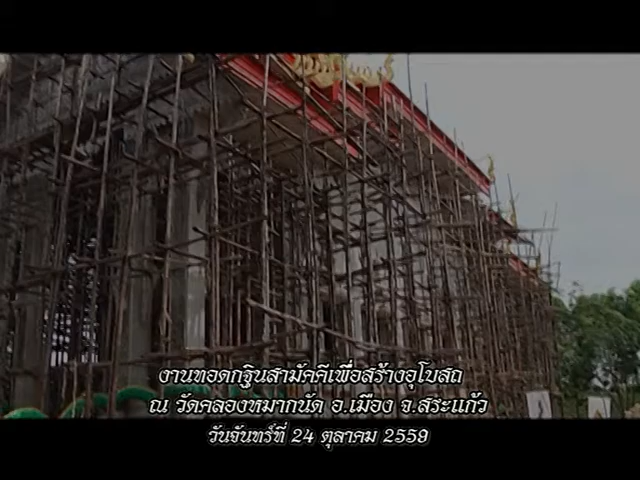 งานทอดกฐินสามัคคีเพื่อสร้างอุโบสถ
ณ วัดคลองหมากนัด อ.เมือง จ.สระแก้ว
วันจันทร์ที่ 24 ตุลาคม 2559